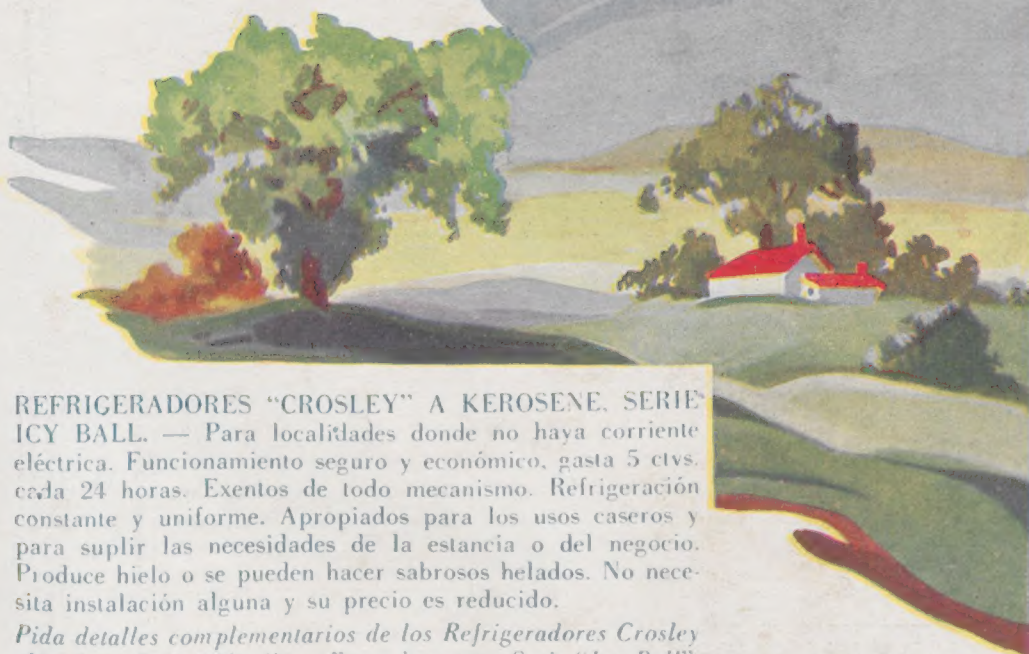 REFRIGERADORES “CROSLEY” A KEROSENE. SERIE
ICY BALL. — Para localidades donde no haya corriente
eléctrica. Funcionamiento seguro y económico, gasta 5 ctvs.
cada 24 horas. Exentos de todo mecanismo. Refrigeración
constante y uniforme. Apropiados para los usos caseros y
para suplir las necesidades de la estancia o del negocio.
Produce hielo o se pueden hacer sabrosos helados. No nece-
sita instalación alguna y su precio es reducido.
Pida detalles complementarios de los Refrigeradores Crosley